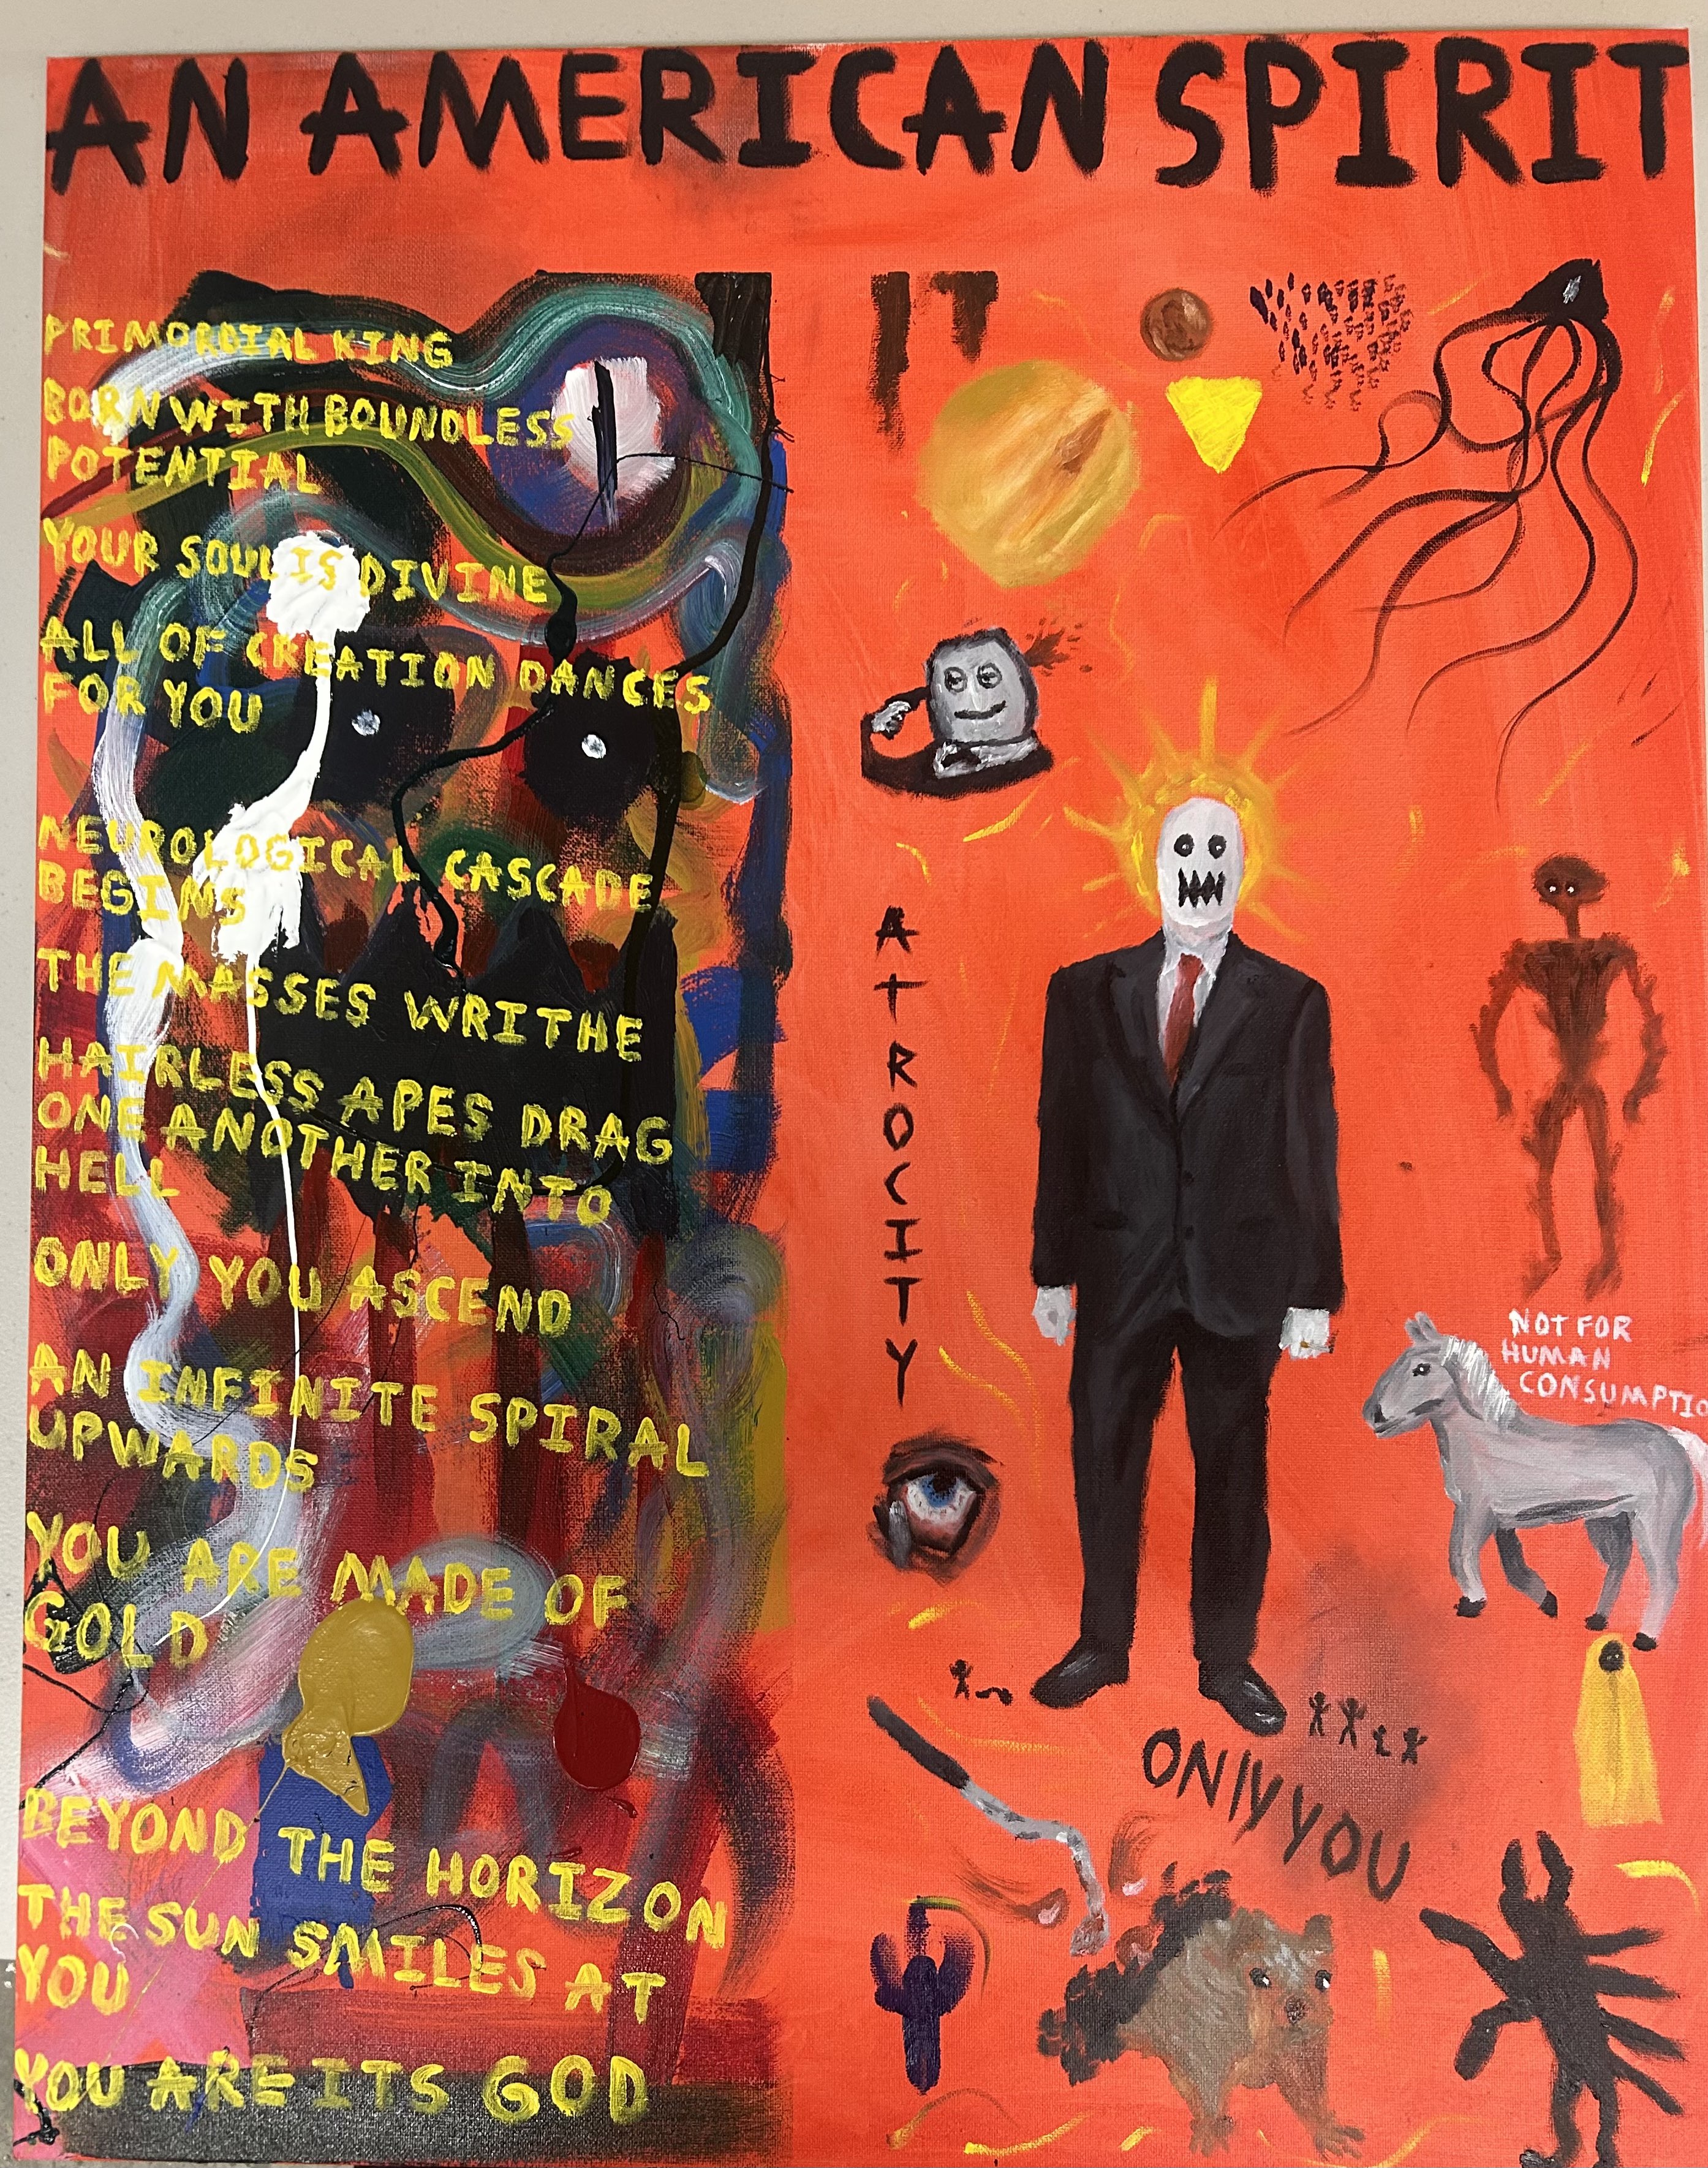 AN AMERICAN SPIRIT
PRIMORDIAL KING
BORN WITH BOUNDLESS
POTENTIAL
YOUR SOUL IS DIVINE
ALL OF CREATION DANCES
FOR YOU
NEUROLOGICAL CASCADE
BEGINS
THE MASSES WRITHE
HAIRLESS APES DRAG
ONE ANOTHER INTO
HELL
ONLY YOU ASCEND
AN INFINITE SPIRAL
UPWARDS
YOU ARE MADE OF
GOLD
BEYOND THE HORIZON
THE SUN SMILES AT
YOU
YOU ARE ITS GOD
ATROCITY
NOT FOR
HUMAN
CONSUMPTIO
ONLY YOU